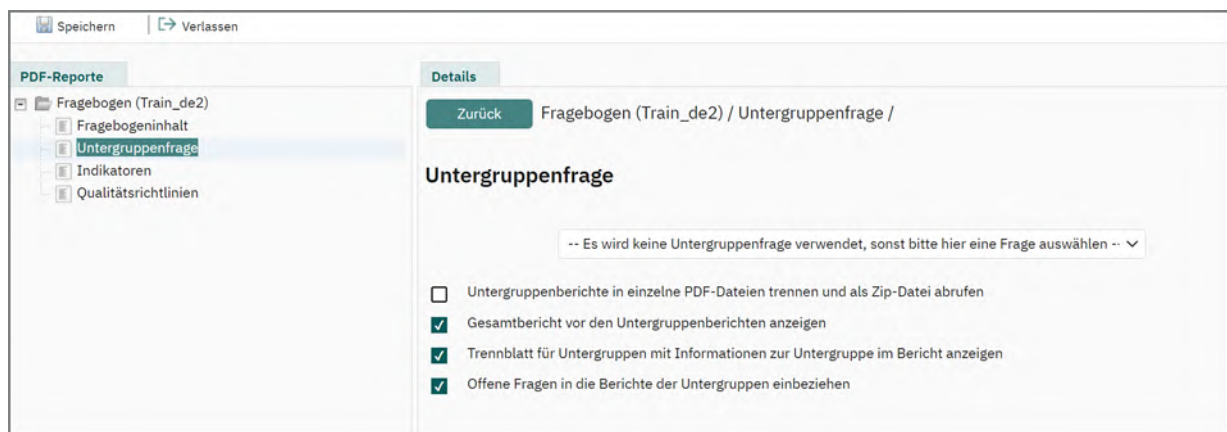 Speichern
Verlassen
PDF-Reporte
Fragebogen (Train_de2)
Fragebogeninhalt
Untergruppenfrage
Indikatoren
Qualitätsrichtlinien
Details
Zurück
Fragebogen (Train_de2) / Untergruppenfrage /
Untergruppenfrage
-- Es wird keine Untergruppenfrage verwendet, sonst bitte hier eine Frage auswählen --
Untergruppenberichte in einzelne PDF-Dateien trennen und als Zip-Datei abrufen
Gesamtbericht vor den Untergruppenberichten anzeigen
Trennblatt für Untergruppen mit Informationen zur Untergruppe im Bericht anzeigen
Offene Fragen in die Berichte der Untergruppen einbeziehen